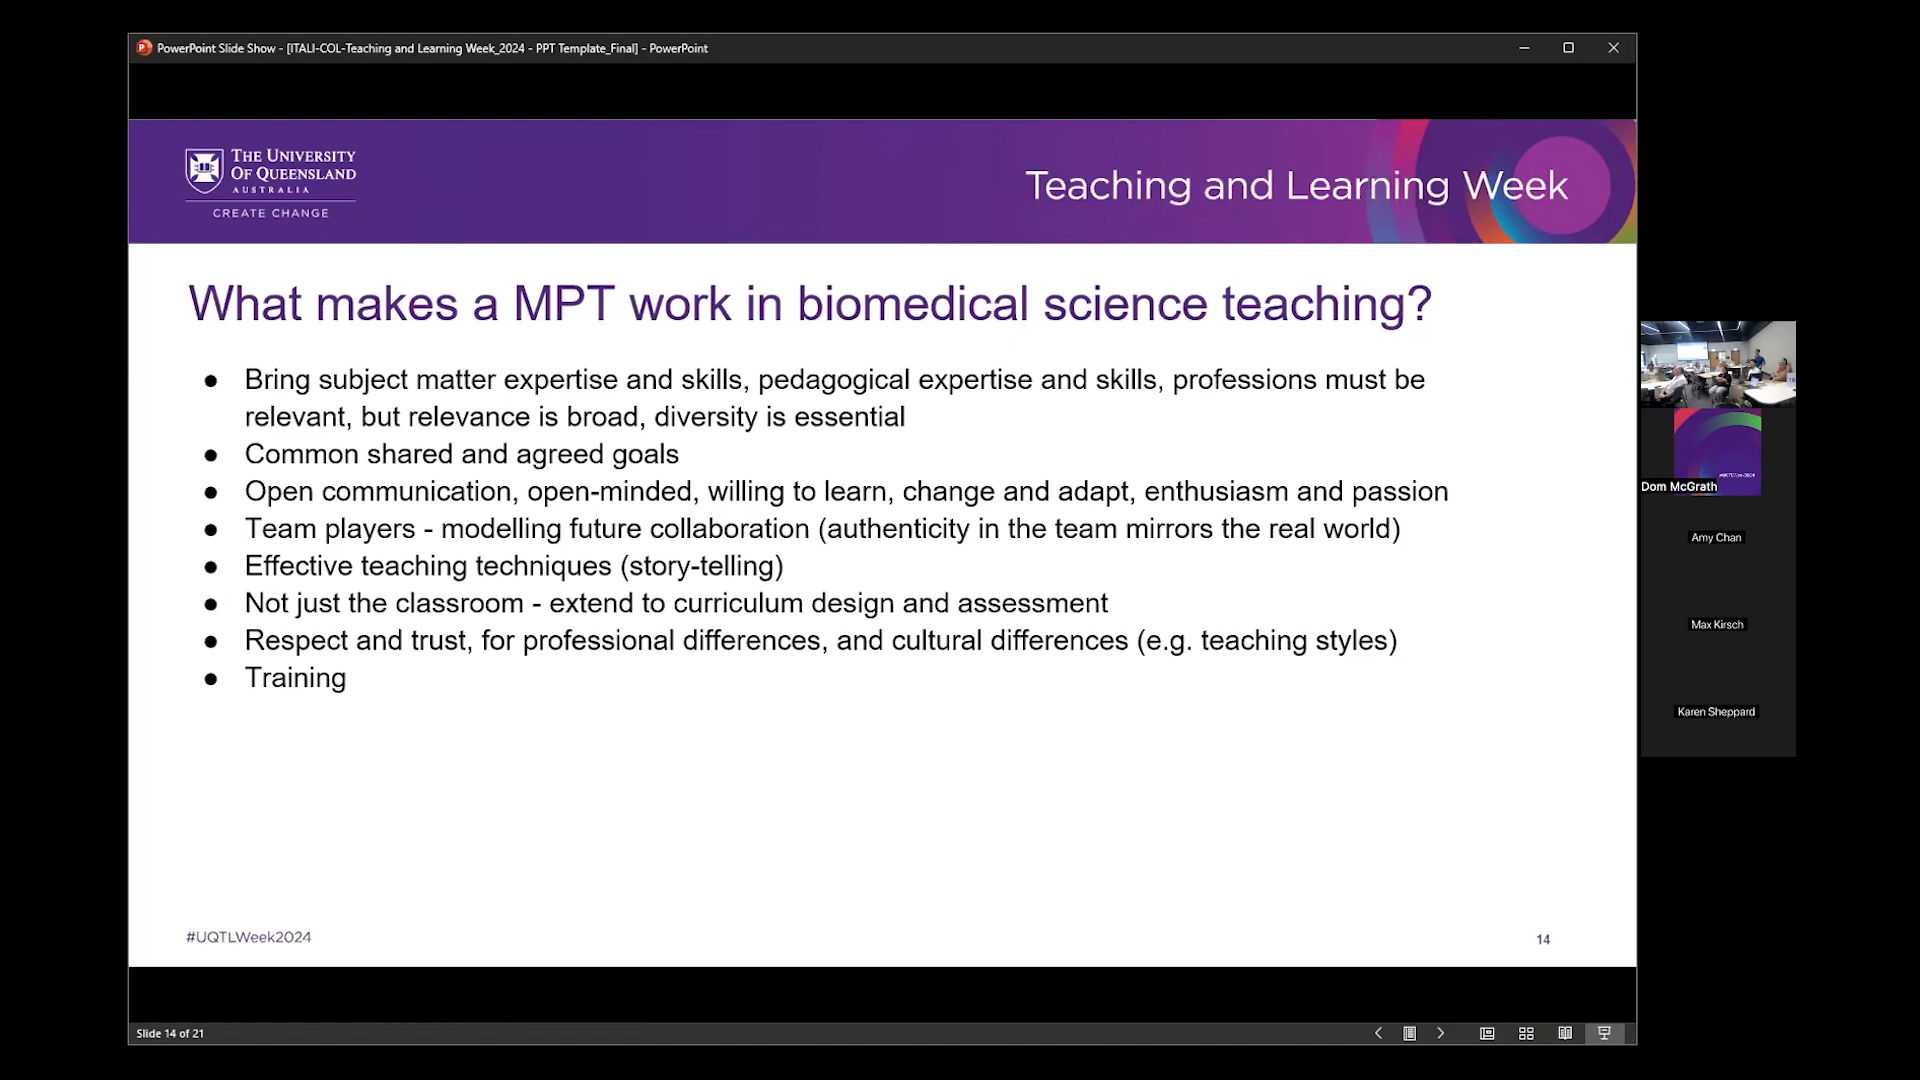 PowerPoint Slide Show - [ITALI-COL-Teaching and Learning Week_2024 - PPT Template_Final] - PowerPoint
THE UNIVERSITY
OF QUEENSLAND
AUSTRALIA
CREATE CHANGE
Teaching and Learning Week
What makes a MPT work in biomedical science teaching?
● Bring subject matter expertise and skills, pedagogical expertise and skills, professions must be
relevant, but relevance is broad, diversity is essential
● Common shared and agreed goals
● Open communication, open-minded, willing to learn, change and adapt, enthusiasm and passion
● Team players - modelling future collaboration (authenticity in the team mirrors the real world)
● Effective teaching techniques (story-telling)
● Not just the classroom - extend to curriculum design and assessment
● Respect and trust, for professional differences, and cultural differences (e.g. teaching styles)
● Training
#UQTLWeek2024
14
Slide 14 of 21
Dom McGrath
Amy Chan
Max Kirsch
Karen Sheppard